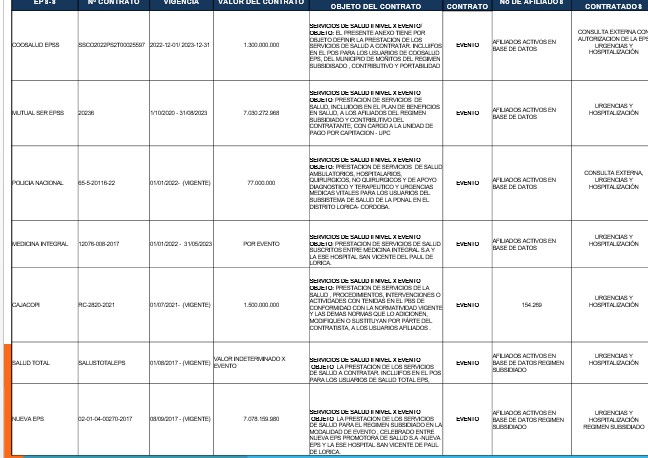 EPS-S Nº CONTRATO VIGENCIA VALOR DEL CONTRATO OBJETO DEL CONTRATO CONTRATO No DE AFILIADOS CONTRATADOS
COOSALUD EPSS
2022-12-01/ 2023-12-31
1.300.000.000
SERVICIOS DE SALUD II NIVEL X EVENTO/
OBJETO: EL PRESENTE ANEXO TIENE POR
OBJETO DEFINIR LA PRESTACION DE LOS
SERVICIOS DE SALUD A CONTRATAR. INCLUIFOS
EN EL POS PARA LOS USUARIOS DE COOSALUD
EPS, DEL MUNICIPIO DE MOÑITOS DEL REGIMEN
SUBSIDISADO , CONTRIBUTIVO Y PORTABILIDAD
EVENTO
AFILIADOS ACTIVOS EN
BASE DE DATOS
CONSULTA EXTERNA CON
AUTORIZACION DE LA EPS,
URGENCIAS Y
HOSPITALIZACIÓN
MUTUAL SER EPSS
20236
1/10/2020 - 31/08/2023
7.030.272.968
SERVICIOS DE SALUD II NIVEL X EVENTO
OBJETO: PRESTACION DE SERVICIOS DE
SALUD, INCLUIDOIS EN EL PLAN DE BENEFICIOS
EN SALUD, A LOS AFILIADOS DEL REGIMEN
SUBSIDIADO Y CONTRIBUTIVO DEL
CONTRATANTE, CON CARGO A LA UNIDAD DE
PAGO POR CAPITACION - UPC
EVENTO
AFILIADOS ACTIVOS EN
BASE DE DATOS
URGENCIAS Y
HOSPITALIZACIÓN
POLICIA NACIONAL
65-5-20116-22
01/01/2022- (VIGENTE)
77.000.000
SERVICIOS DE SALUD II NIVEL X EVENTO
OBJETO: PRESTACION DE SERVICIOS DE SALUD
AMBULATORIOS, HOSPITALARIOS,
QUIRURGICOS, NO QUIRURGICOS Y DE APOYO
DIAGNOSTICO Y TERAPEUTICO Y URGENCIAS
MEDICAS VITALES PARA LOS USUARIOS DEL
SUBSISTEMA DE SALUD DE LA PONAL EN EL
DISTRITO LORICA- CORDOBA.
EVENTO
AFILIADOS ACTIVOS EN
BASE DE DATOS
CONSULTA EXTERNA,
URGENCIAS Y
HOSPITALIZACIÓN
MEDICINA INTEGRAL
12076-008-2017
01/01/2022 - 31/05/2023
POR EVENTO
SERVICIOS DE SALUD II NIVEL X EVENTO
OBJETO: PRESTACION DE SERVICIOS DE SALUD
SUSCRITOS ENTRE MEDICINA INTEGRAL S.A Y
LA ESE HOSPITAL SAN VICENTE DEL PAUL DE
LORICA.
EVENTO
AFILIADOS ACTIVOS EN
BASE DE DATOS
URGENCIAS Y
HOSPITALIZACIÓN
CAJACOPI
RC-2820-2021
01/07/2021- (VIGENTE)
1.500.000.000
SERVICIOS DE SALUD II NIVEL X EVENTO
OBJETO: PRESTACION DE SERVICIOS DE LA
SALUD , PROCEDIMIENTOS, INTERVENCIONES O
ACTIVIDADES CON TENIDAS EN EL PBS DE
CONFORMIDAD CON LA NORMATIVIDAD VIGENTE
Y LAS DEMAS NORMAS QUE LO ADICIONEN,
MODIFIQUEN O SUSTITUYAN POR PARTE DEL
CONTRATISTA, A LOS USUARIOS AFILIADOS .
EVENTO
154.269
URGENCIAS Y
HOSPITALIZACIÓN
SALUD TOTAL
SALUSTOTALEPS
01/08/2017 - (VIGENTE)
VALOR INDETERMINADO X
EVENTO
SERVICIOS DE SALUD II NIVEL X EVENTO
OBJETO: LA PRESTACION DE LOS SERVICIOS
DE SALUD A CONTRATAR. INCLUIFOS EN EL POS
PARA LOS USUARIOS DE SALUD TOTAL EPS,
EVENTO
AFILIADOS ACTIVOS EN
BASE DE DATOS REGIMEN
SUBSIDIADO
URGENCIAS Y
HOSPITALIZACIÓN
NUEVA EPS
02-01-04-00270-2017
08/09/2017 - (VIGENTE)
7.078.159.980
SERVICIOS DE SALUD II NIVEL X EVENTO
OBJETO: LA PRESTACION DE LOS SERVICIOS
DE SALUD PARA EL REGIMEN SUBSIDIADO EN LA
MODALIDAD DE EVENTO , CELEBRADO ENTRE
NUEVA EPS PROMOTORA DE SALUD S.A -NUEVA
EPS Y LA ESE HOSPITAL SAN VICENTE DE PAUL
DE LORICA.
EVENTO
AFILIADOS ACTIVOS EN
BASE DE DATOS REGIMEN
SUBSIDIADO
URGENCIAS Y
HOSPITALIZACIÓN
REGIMEN SUBSIDIADO